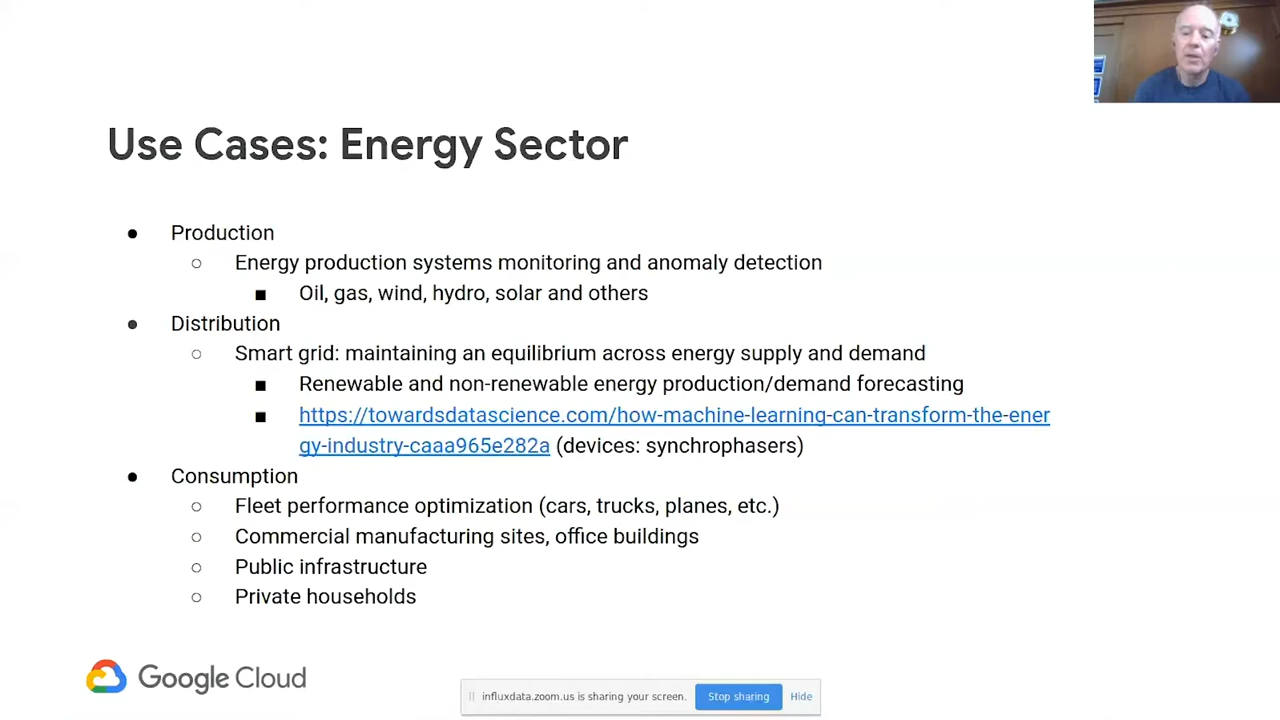 Use Cases: Energy Sector
● Production
○ Energy production systems monitoring and anomaly detection
■ Oil, gas, wind, hydro, solar and others
● Distribution
○ Smart grid: maintaining an equilibrium across energy supply and demand
■ Renewable and non-renewable energy production/demand forecasting
■ https://towardsdatascience.com/how-machine-learning-can-transform-the-ener
gy-industry-caaa965e282a (devices: synchrophasers)
● Consumption
○ Fleet performance optimization (cars, trucks, planes, etc.)
○ Commercial manufacturing sites, office buildings
○ Public infrastructure
○ Private households
Google Cloud
influxdata.zoom.us is sharing your screen. Stop sharing Hide